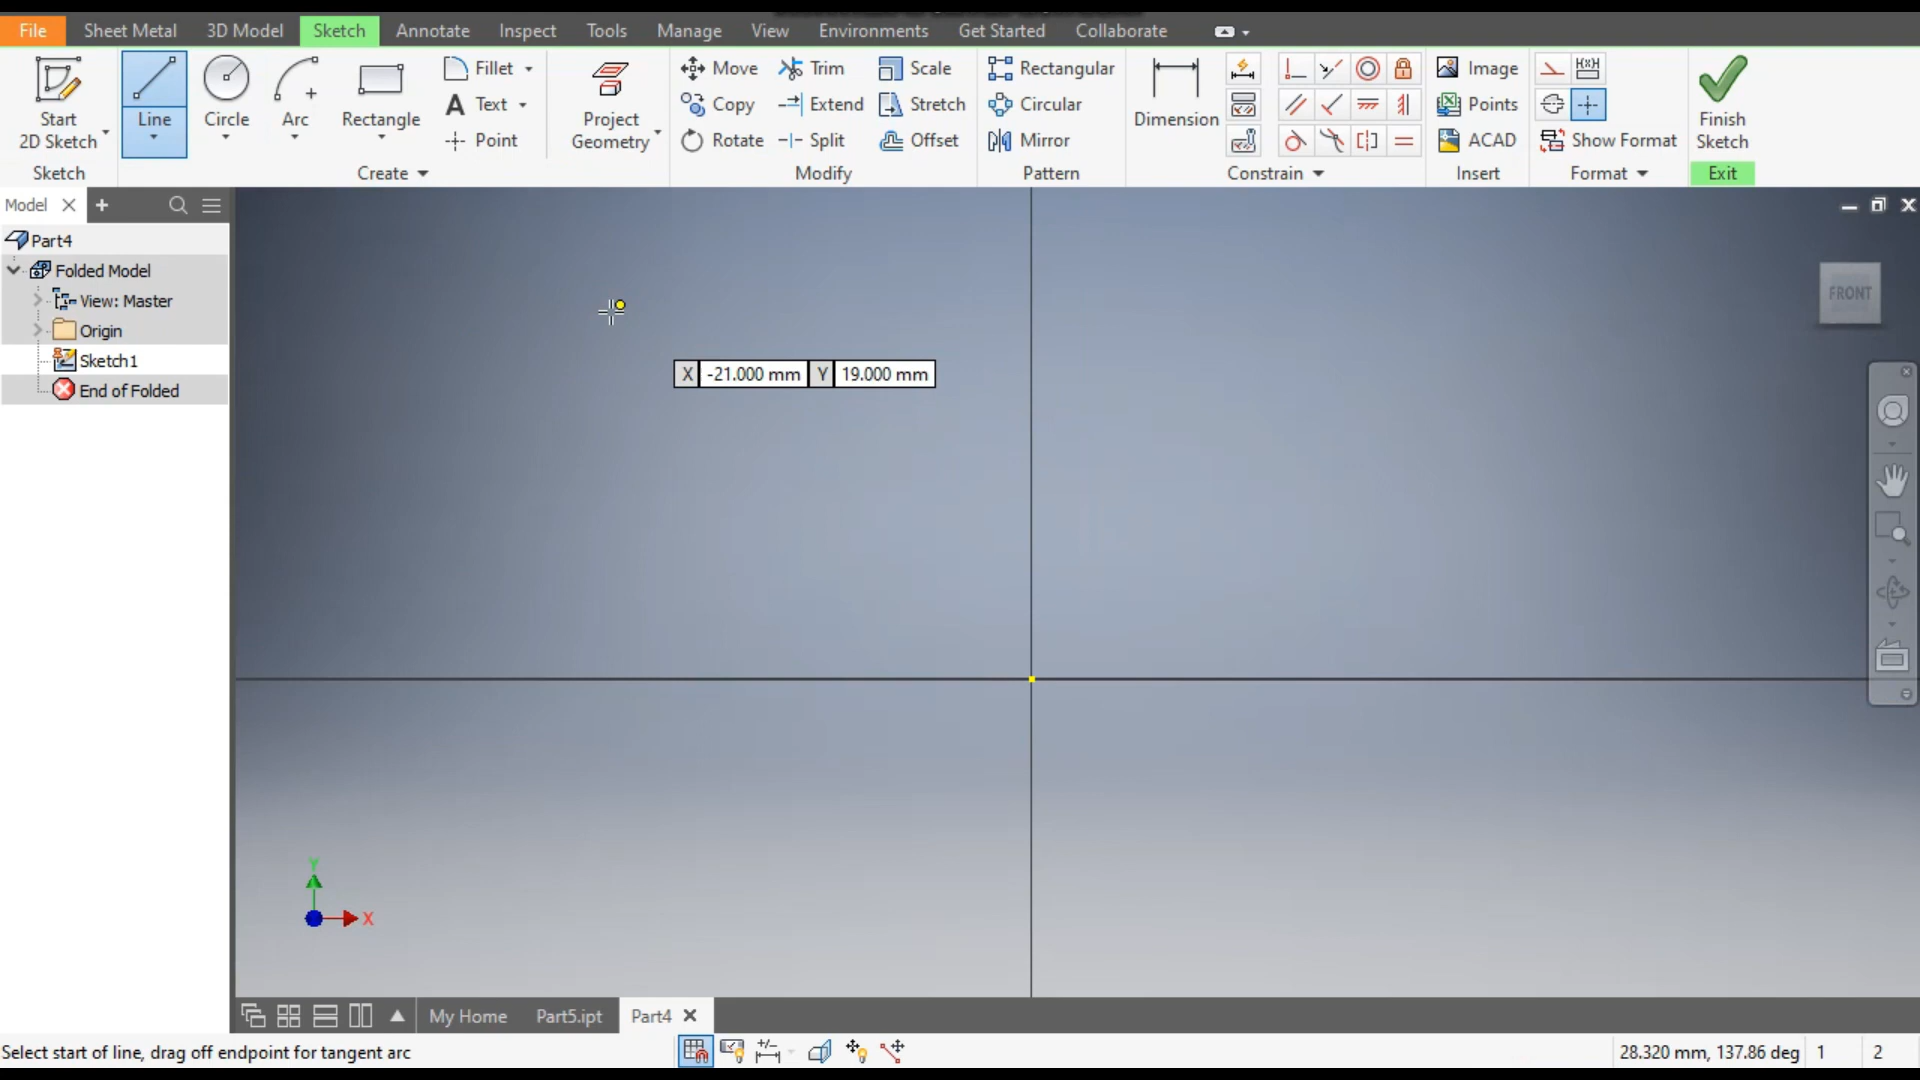 File Sheet Metal 3D Model Sketch Annotate Inspect Tools Manage View Environments Get Started Collaborate
Start
2D Sketch
Line
Circle
Arc
Rectangle
Fillet
Text
Point
Project
Geometry
Move
Copy
Rotate
Trim
Extend
Split
Scale
Stretch
Offset
Rectangular
Circular
Mirror
Dimension
Image
Points
ACAD
Show Format
Finish
Sketch
Sketch Create Modify Pattern Constrain Insert Format Exit
Model
Part4
Folded Model
View: Master
Origin
Sketch1
End of Folded
FRONT
X -21.000 mm Y 19.000 mm
Y
X
My Home Part5.ipt Part4
Select start of line, drag off endpoint for tangent arc
28.320 mm, 137.86 deg 1 2